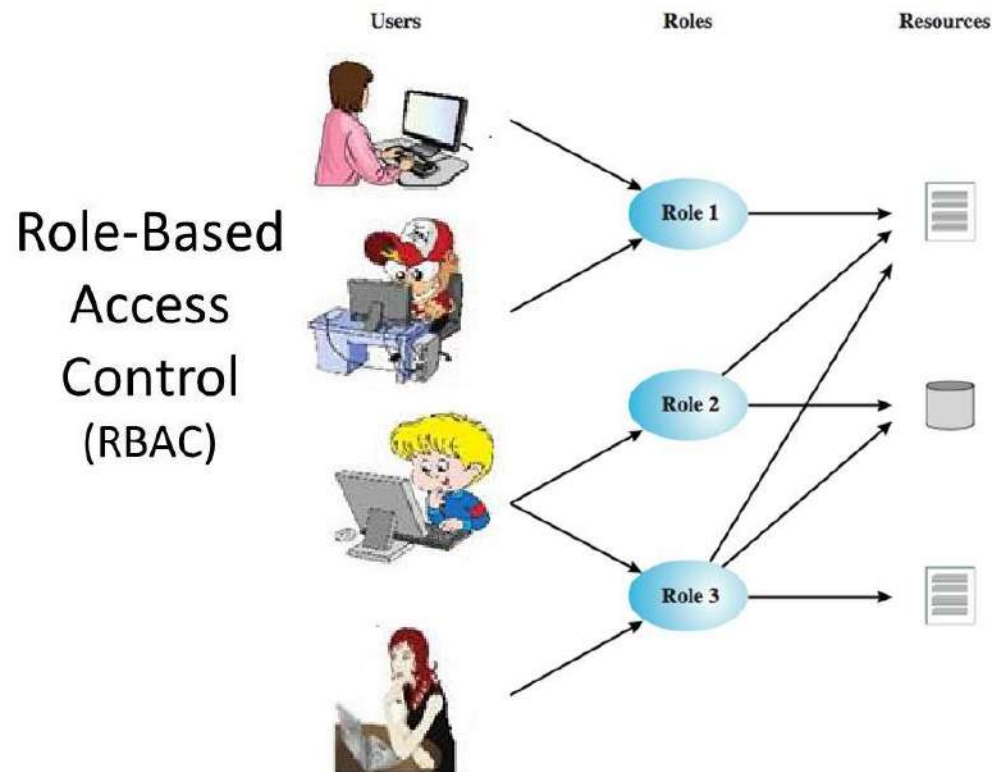 Users
Roles
Resources
Role-Based
Access
Control
(RBAC)
Role 1
Role 2
Role 3